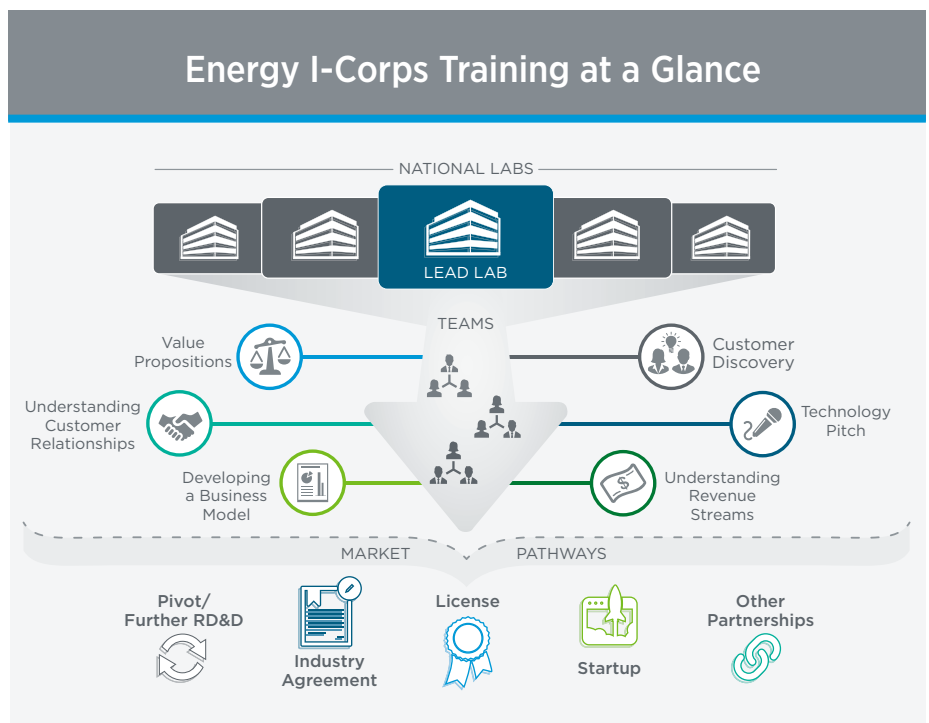 Energy I-Corps Training at a Glance
NATIONAL LABS
LEAD LAB
TEAMS
Value
Propositions
Customer
Discovery
Understanding
Customer
Relationships
Technology
Pitch
Developing
a Business
Model
$
Understanding
Revenue
Streams
MARKET PATHWAYS
Pivot/
Further RD&D
Industry
Agreement
License
Startup
Other
Partnerships